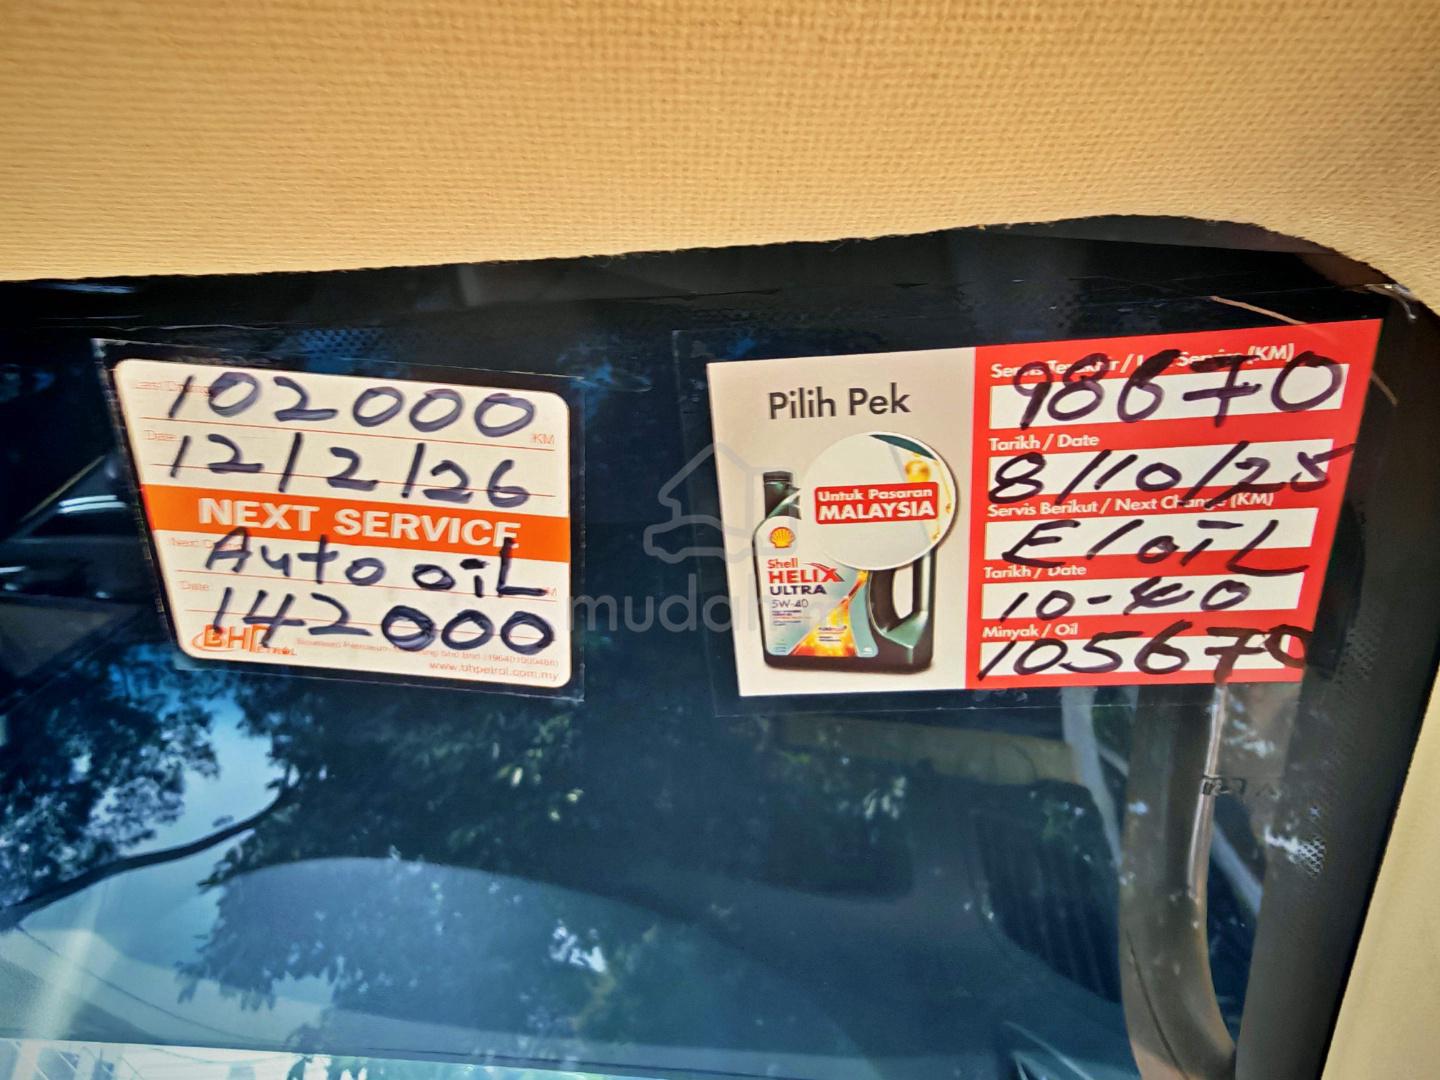 102000
KM
Date
12/2/26
NEXT SERVICE
Auto oiL
Date
142000
BHPETROL
www.bhpetrol.com.my
Pilih Pek
Untuk Pasaran
MALAYSIA
Shell
HELIX
ULTRA
5W-40
98670
Tarikh / Date
8/10/25
Servis Berikut / Next Change (KM)
E/oiL
Tarikh / Date
10-40
Minyak / Oil
105670
mudah